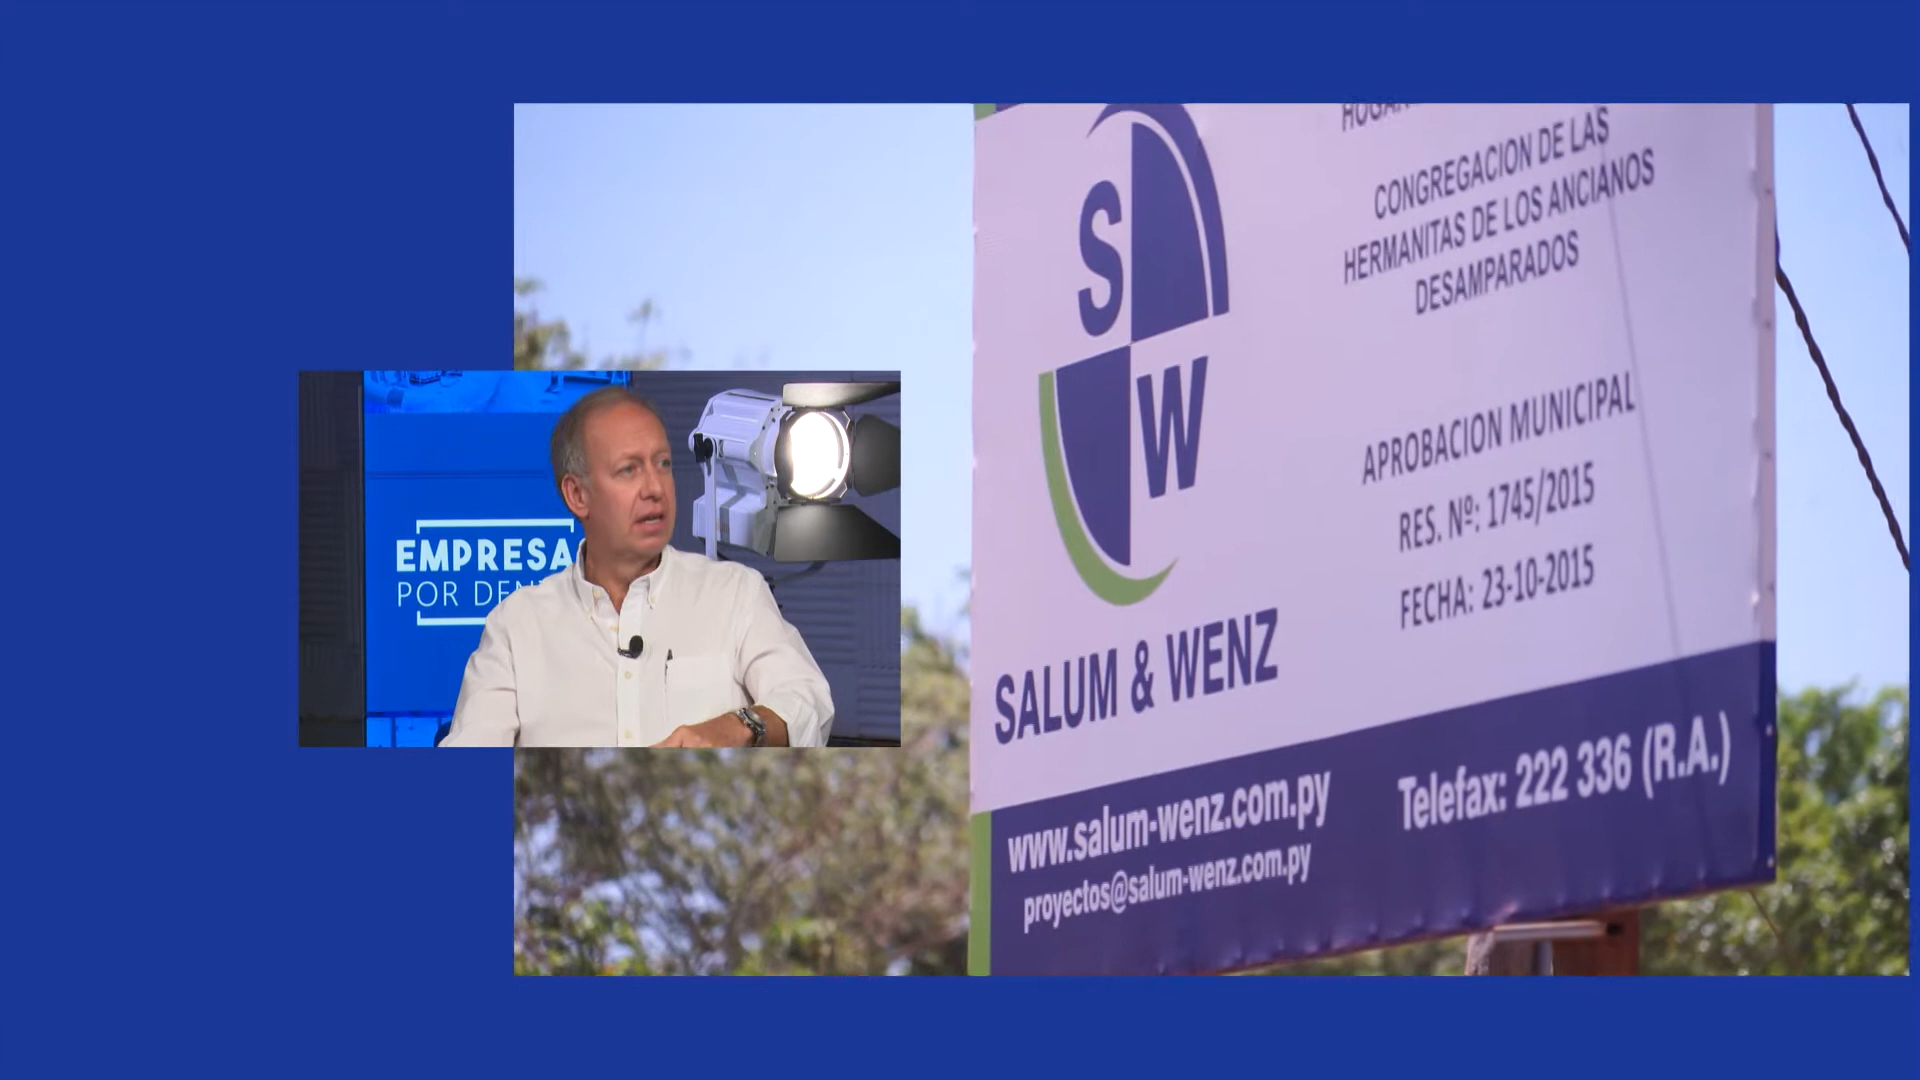 EMPRESA
POR
S
W
SALUM & WENZ
CONGREGACION DE LAS
HERMANITAS DE LOS ANCIANOS
DESAMPARADOS
APROBACION MUNICIPAL
RES. Nº: 1745/2015
FECHA: 23-10-2015
www.salum-wenz.com.py
proyectos@salum-wenz.com.py
Telefax: 222 336 (R.A.)